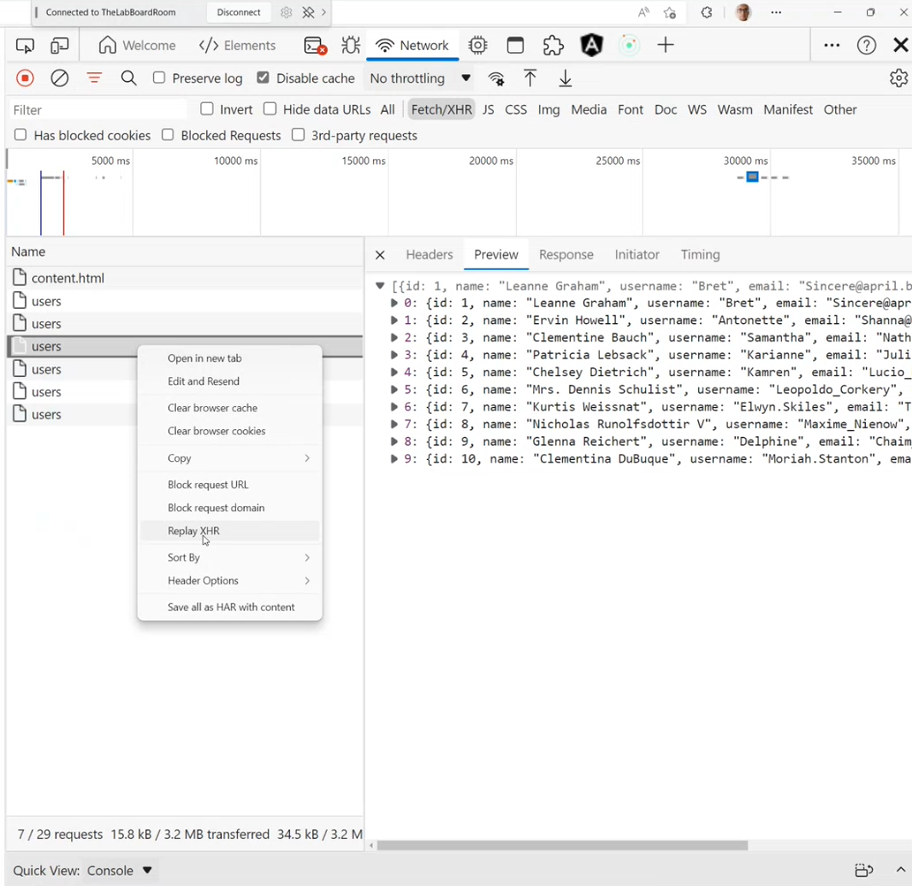 Connected to TheLabBoardRoom Disconnect
Welcome Elements Network
Preserve log Disable cache No throttling
Filter Invert Hide data URLs All Fetch/XHR JS CSS Img Media Font Doc WS Wasm Manifest Other
Has blocked cookies Blocked Requests 3rd-party requests
5000 ms 10000 ms 15000 ms 20000 ms 25000 ms 30000 ms 35000 ms
Name
content.html
users
users
users
users
users
users
Open in new tab
Edit and Resend
Clear browser cache
Clear browser cookies
Copy
Block request URL
Block request domain
Replay XHR
Sort By
Header Options
Save all as HAR with content
Headers Preview Response Initiator Timing
[{id: 1, name: "Leanne Graham", username: "Bret", email: "Sincere@april.b
0: {id: 1, name: "Leanne Graham", username: "Bret", email: "Sincere@apr
1: {id: 2, name: "Ervin Howell", username: "Antonette", email: "Shanna@
2: {id: 3, name: "Clementine Bauch", username: "Samantha", email: "Nath
3: {id: 4, name: "Patricia Lebsack", username: "Karianne", email: "Juli
4: {id: 5, name: "Chelsey Dietrich", username: "Kamren", email: "Lucio_
5: {id: 6, name: "Mrs. Dennis Schulist", username: "Leopoldo_Corkery",
6: {id: 7, name: "Kurtis Weissnat", username: "Elwyn.Skiles", email: "T
7: {id: 8, name: "Nicholas Runolfsdottir V", username: "Maxime_Nienow",
8: {id: 9, name: "Glenna Reichert", username: "Delphine", email: "Chaim
9: {id: 10, name: "Clementina DuBuque", username: "Moriah.Stanton", ema
7 / 29 requests 15.8 kB / 3.2 MB transferred 34.5 kB / 3.2 M
Quick View: Console